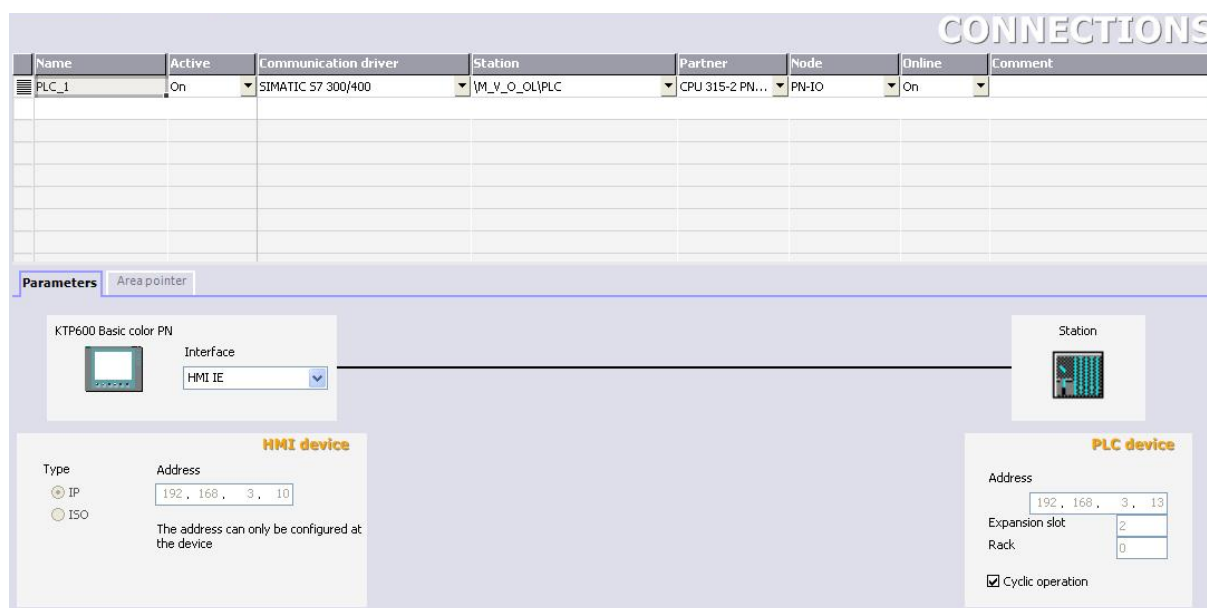 CONNECTIONS
Name Active Communication driver Station Partner Node Online Comment
PLC_1 On SIMATIC S7 300/400 \M_V_O_OL\PLC CPU 315-2 PN... PN-IO On
Parameters Area pointer
KTP600 Basic color PN
Interface
HMI IE
Station
HMI device
Type Address
IP 192. 168. 3. 10
ISO
The address can only be configured at
the device
PLC device
Address
192. 168. 3. 13
Expansion slot 2
Rack 0
Cyclic operation